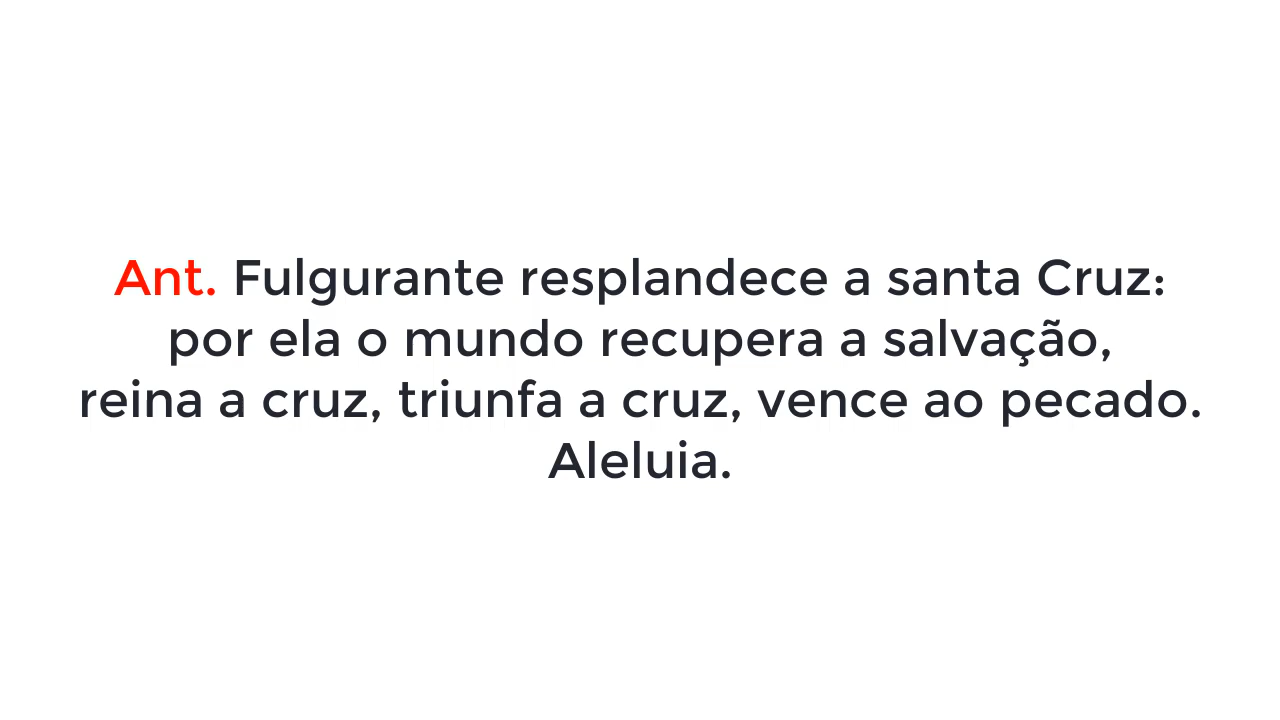 Ant. Fulgurante resplandece a santa Cruz:
por ela o mundo recupera a salvação,
reina a cruz, triunfa a cruz, vence ao pecado.
Aleluia.